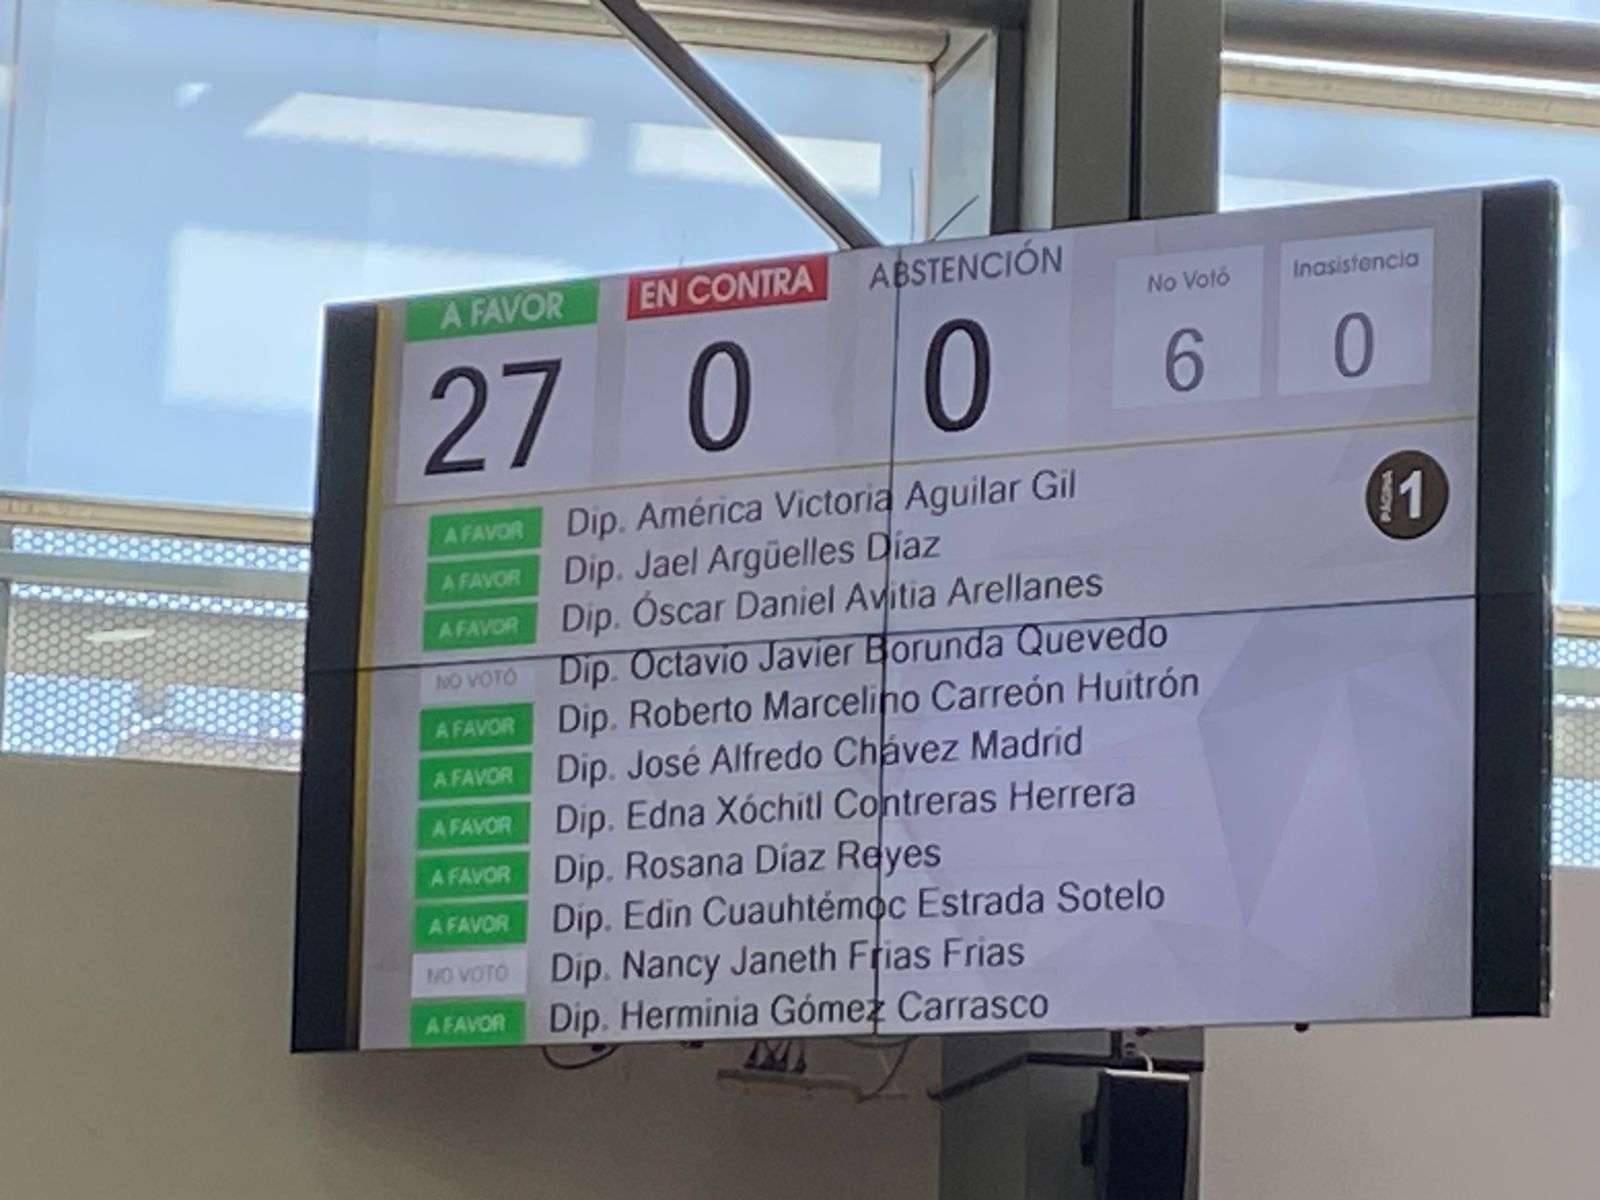 A FAVOR EN CONTRA ABSTENCIÓN No Votó Inasistencia
27 0 0 6 0
PÁGINA 1
A FAVOR Dip. América Victoria Aguilar Gil
A FAVOR Dip. Jael Argüelles Díaz
A FAVOR Dip. Óscar Daniel Avitia Arellanes
NO VOTÓ Dip. Octavio Javier Borunda Quevedo
A FAVOR Dip. Roberto Marcelino Carreón Huitrón
A FAVOR Dip. José Alfredo Chávez Madrid
A FAVOR Dip. Edna Xóchitl Contreras Herrera
A FAVOR Dip. Rosana Díaz Reyes
A FAVOR Dip. Edin Cuauhtémoc Estrada Sotelo
NO VOTÓ Dip. Nancy Janeth Frias Frias
A FAVOR Dip. Herminia Gómez Carrasco